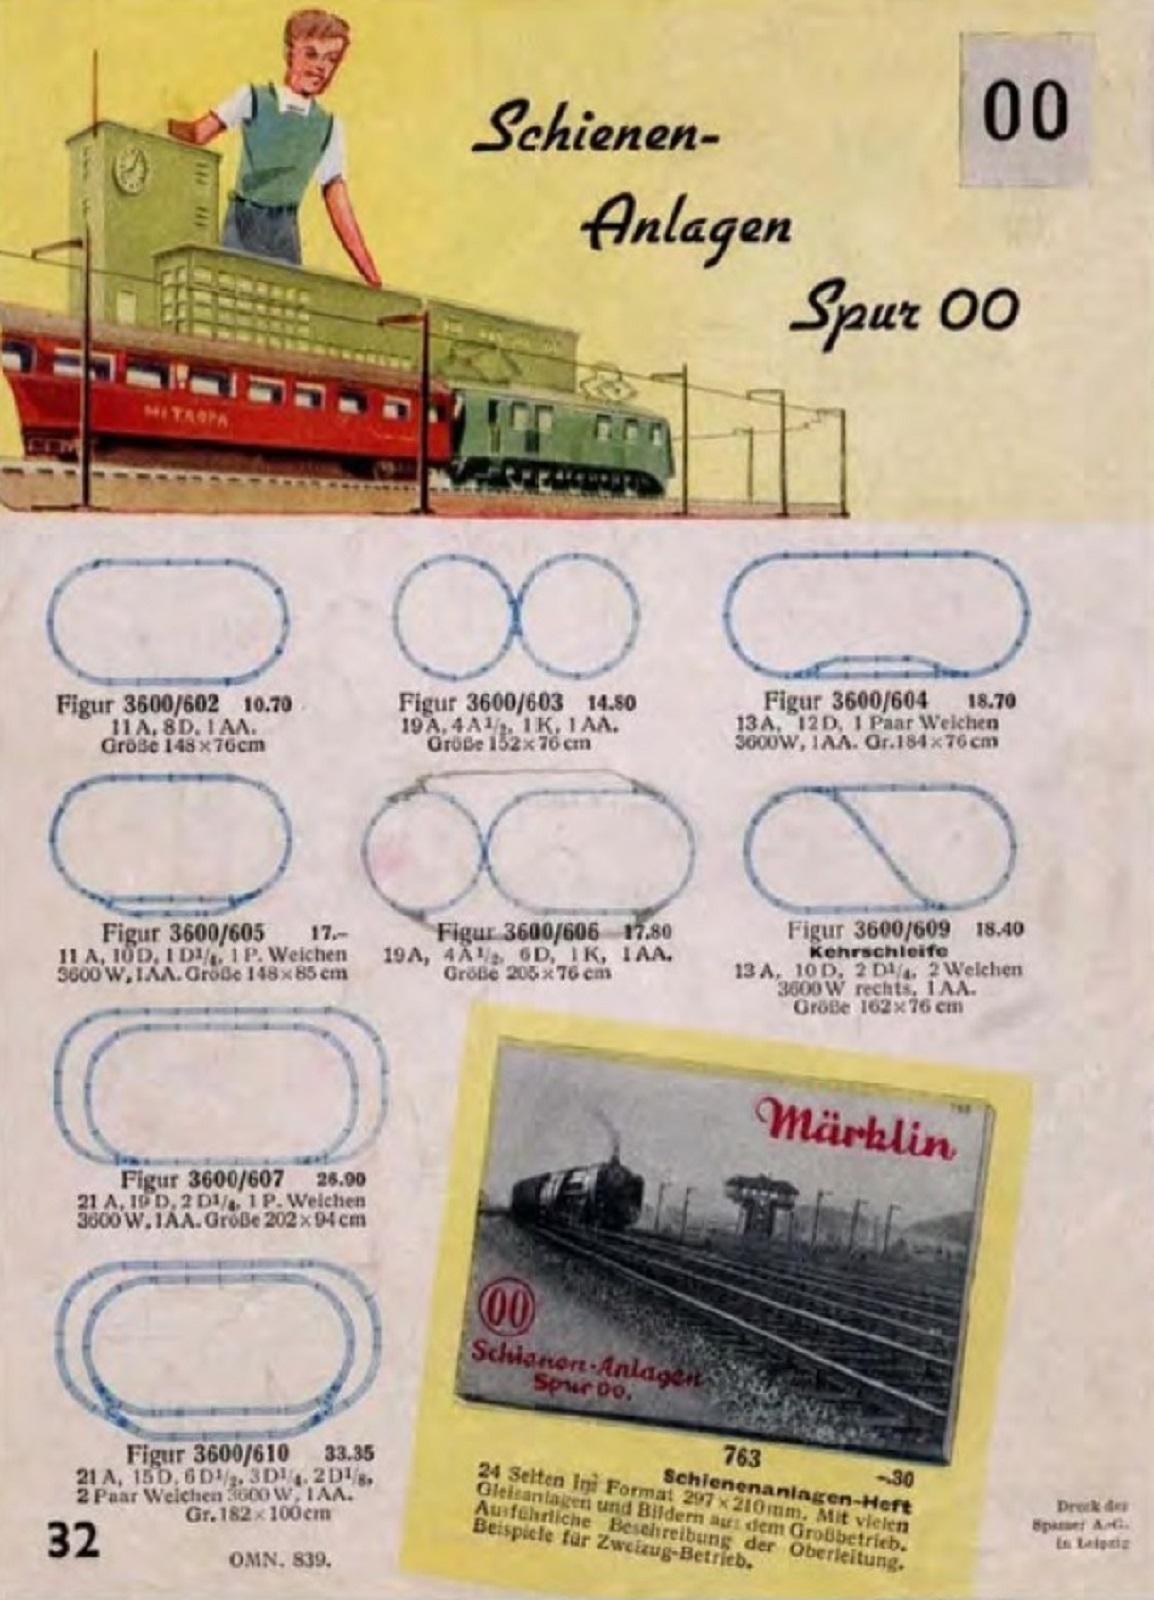 00
Schienen-
Anlagen
Spur 00
MITROPA
Figur 3600/602 10.70
11 A, 8 D, 1 AA.
Größe 148×76cm
Figur 3600/603 14.80
19 A, 4 A 1/2, 1 K, 1 AA.
Größe 152×76 cm
Figur 3600/604 18.70
13 A, 12 D, 1 Paar Weichen
3600 W, 1 AA. Gr. 184×76 cm
Figur 3600/605 17.–
11 A, 10 D, 1 D 1/4, 1 P. Weichen
3600 W, 1 AA. Größe 148×85 cm
Figur 3600/606 17.80
19 A, 4 A 1/2, 6 D, 1 K, 1 AA.
Größe 205×76 cm
Figur 3600/609 18.40
Kehrschleife
13 A, 10 D, 2 D 1/4, 2 Weichen
3600 W rechts, 1 AA.
Größe 162×76 cm
Figur 3600/607 26.90
21 A, 19 D, 2 D 1/4, 1 P. Weichen
3600 W, 1 AA. Größe 202×94 cm
Figur 3600/610 33.35
21 A, 15 D, 6 D 1/2, 3 D 1/4, 2 D 1/8,
2 Paar Weichen 3600 W, 1 AA.
Gr. 182×100 cm
Märklin
00
Schienen-Anlagen
Spur 00.
763
Schienenanlagen-Heft –.30
24 Seiten im Format 297×210 mm. Mit vielen
Gleisanlagen und Bildern aus dem Großbetrieb.
Ausführliche Beschreibung der Oberleitung.
Beispiele für Zweizug-Betrieb.
32
OMN. 839.
Druck der
Spamer A.-G.
in Leipzig